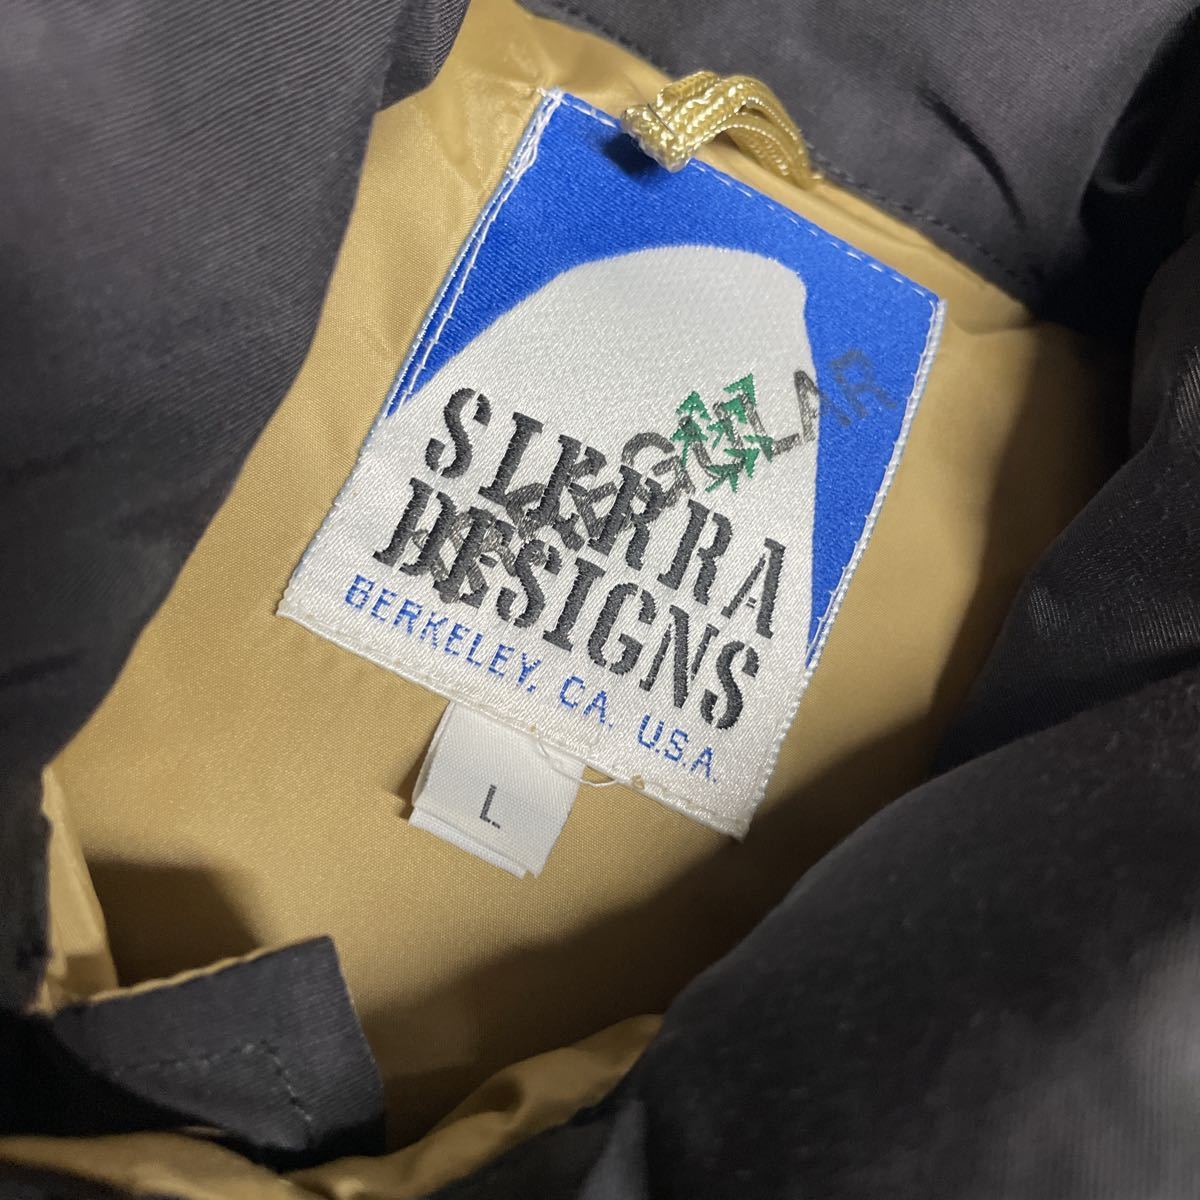 SIERRA
DESIGNS
BERKELEY, CA. U.S.A.
L